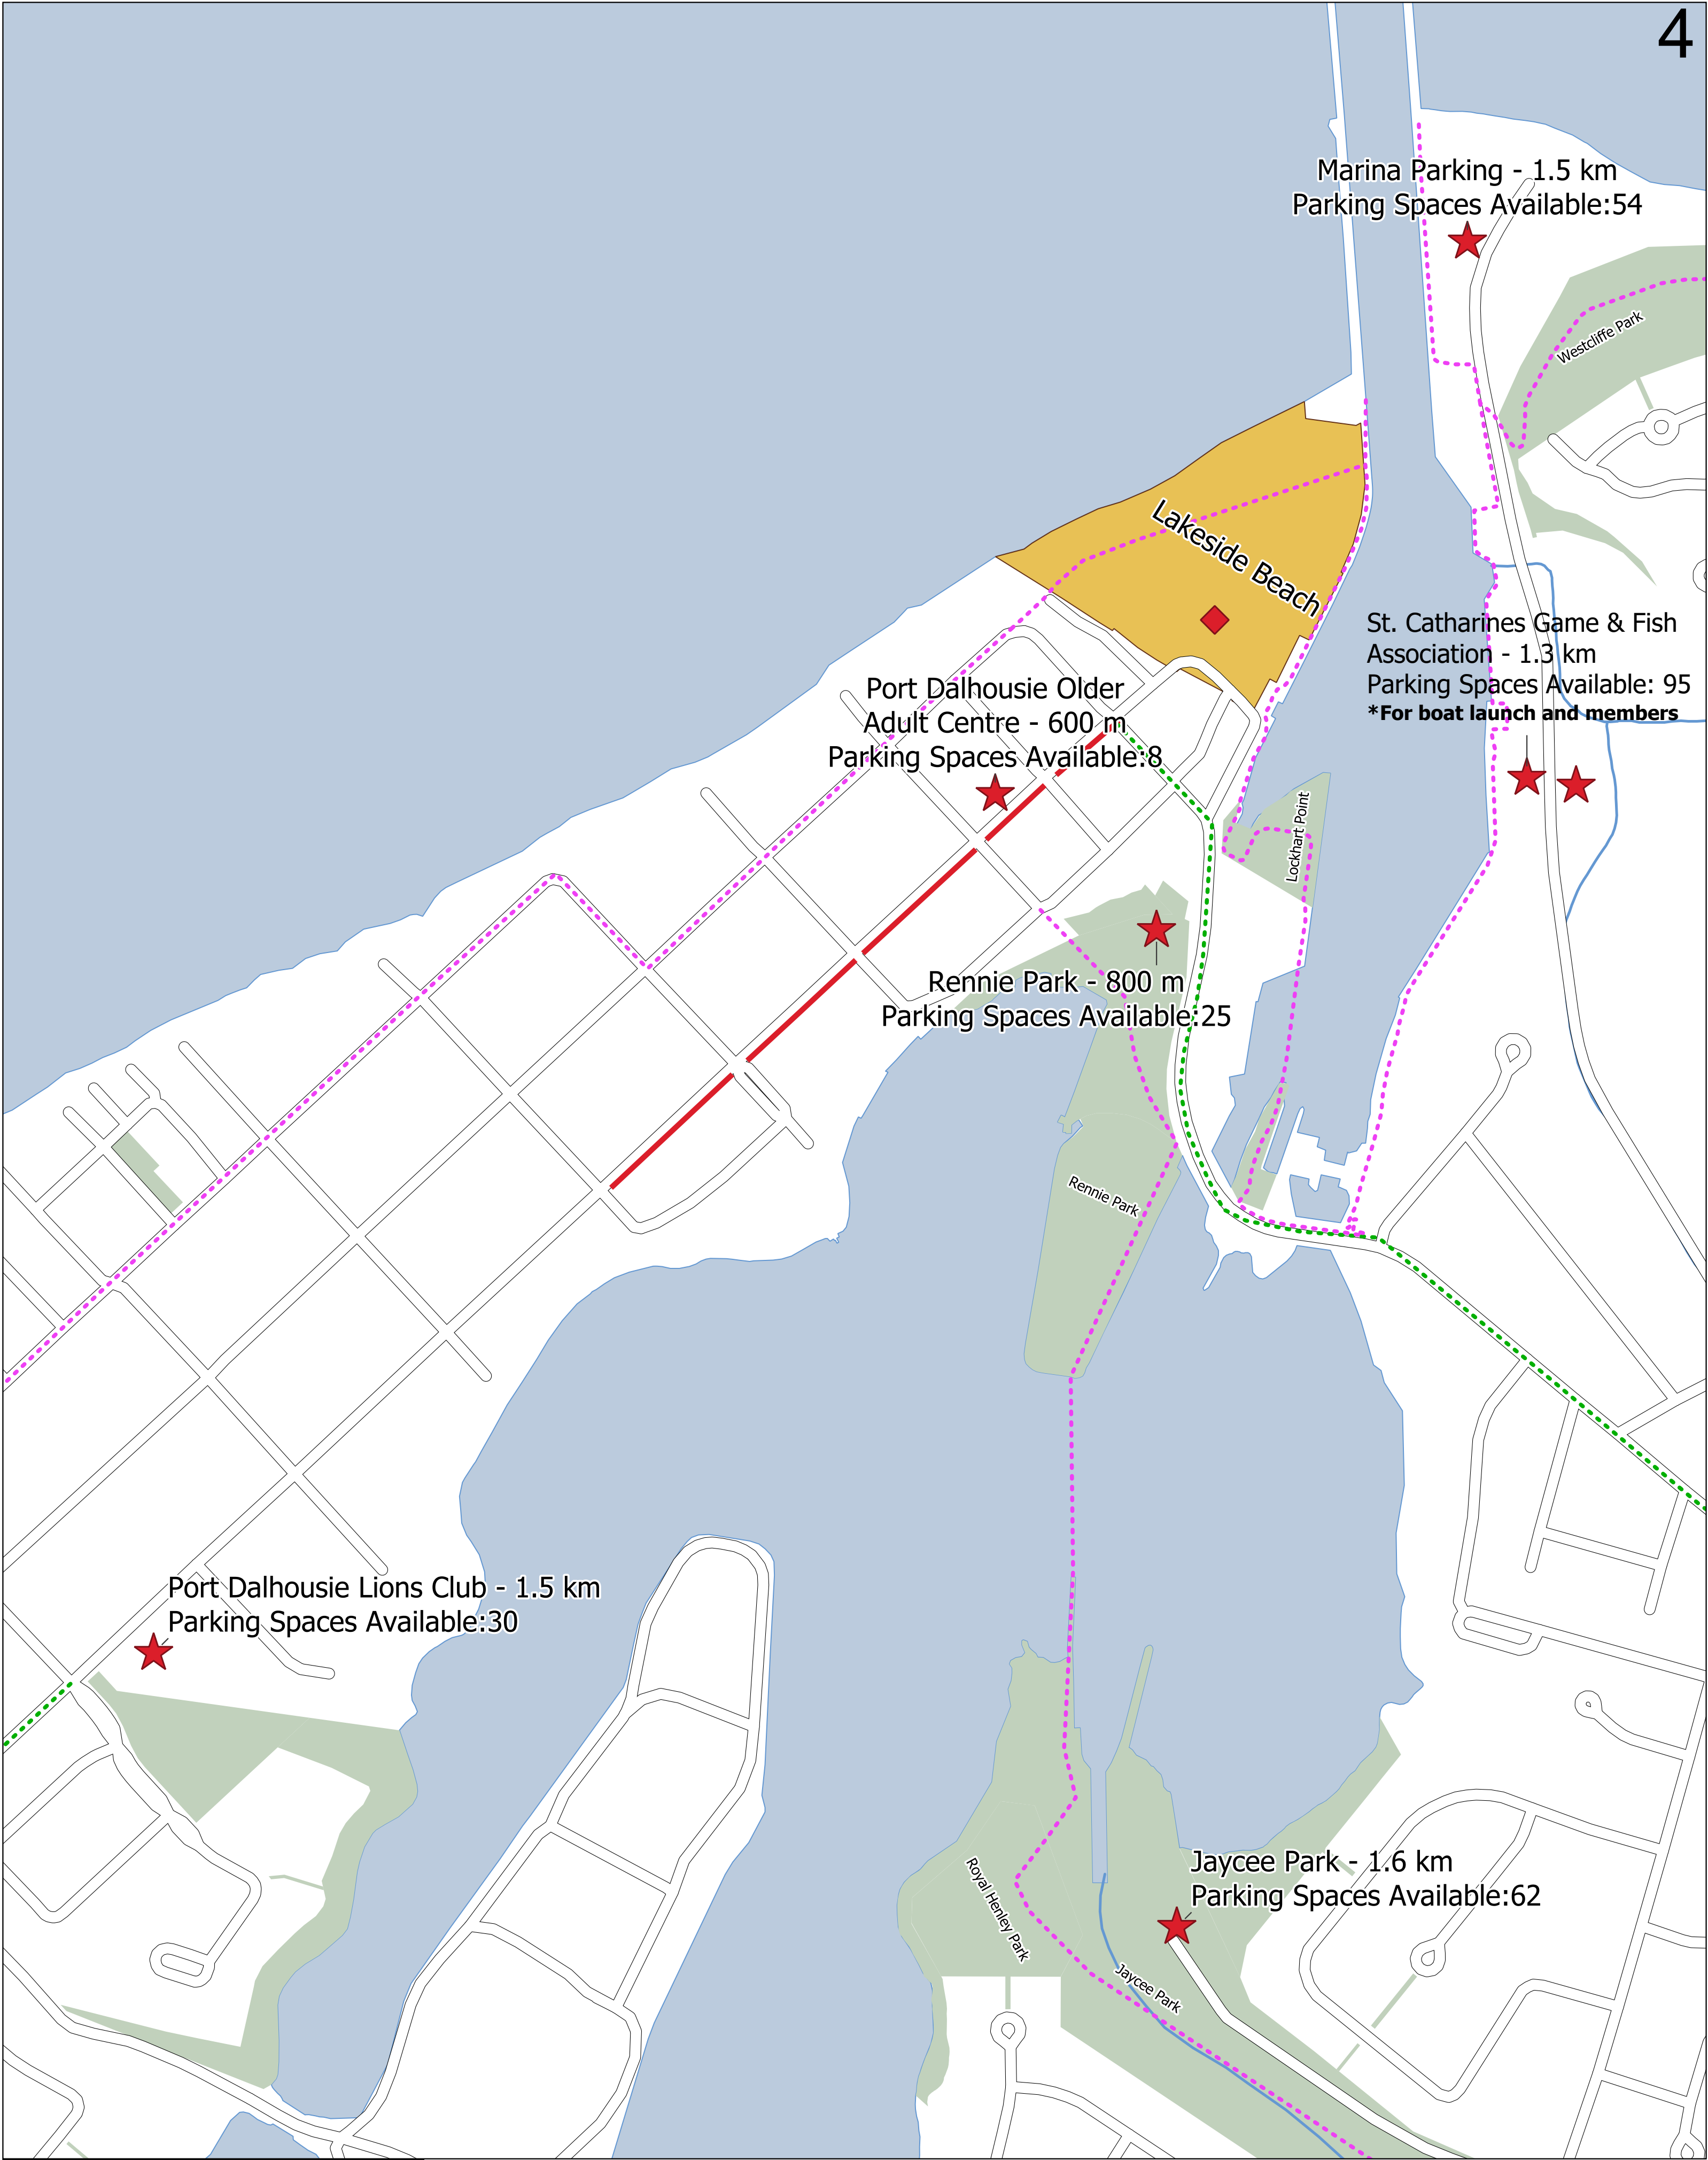 4
Marina Parking - 1.5 km
Parking Spaces Available:54
Westcliffe Park
Lakeside Beach
St. Catharines Game & Fish
Association - 1.3 km
Parking Spaces Available: 95
*For boat launch and members
Port Dalhousie Older
Adult Centre - 600 m
Parking Spaces Available:8
Lockhart Point
Rennie Park - 800 m
Parking Spaces Available:25
Rennie Park
Port Dalhousie Lions Club - 1.5 km
Parking Spaces Available:30
Jaycee Park - 1.6 km
Parking Spaces Available:62
Royal Henley Park
Jaycee Park